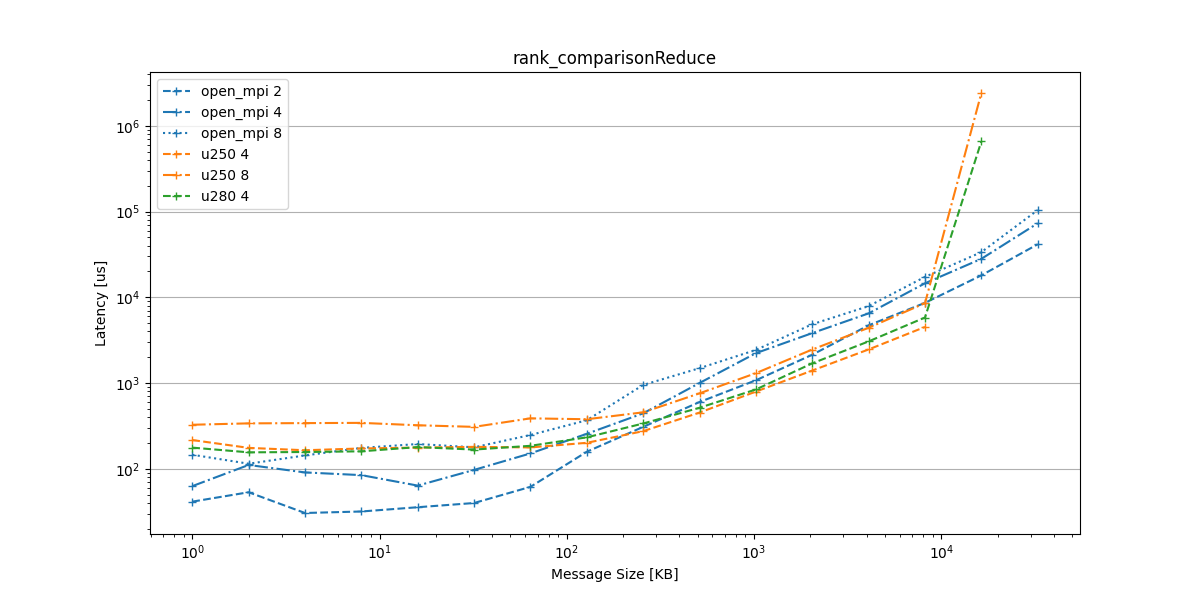 rank_comparisonReduce
open_mpi 2
open_mpi 4
open_mpi 8
u250 4
u250 8
u280 4
Latency [us]
10^6
10^5
10^4
10^3
10^2
10^0 10^1 10^2 10^3 10^4
Message Size [KB]